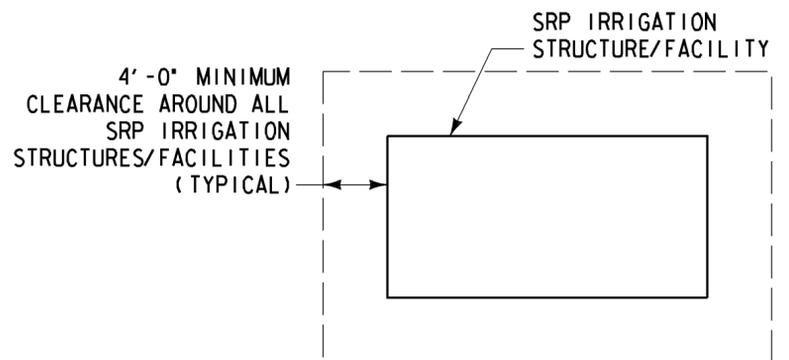 SRP IRRIGATION
STRUCTURE/FACILITY
4'-0" MINIMUM
CLEARANCE AROUND ALL
SRP IRRIGATION
STRUCTURES/FACILITIES
(TYPICAL)